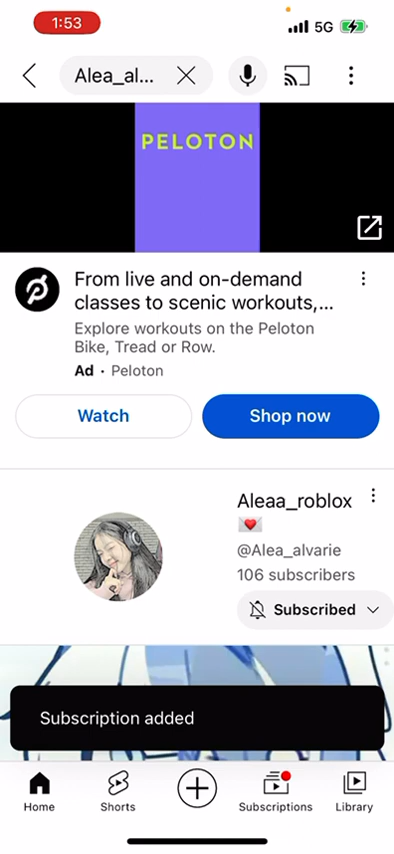 1:53
5G
Alea_al...
PELOTON
From live and on-demand
classes to scenic workouts,...
Explore workouts on the Peloton
Bike, Tread or Row.
Ad · Peloton
Watch
Shop now
Aleaa_roblox
💌
@Alea_alvarie
106 subscribers
Subscribed
Subscription added
Home
Shorts
Subscriptions
Library